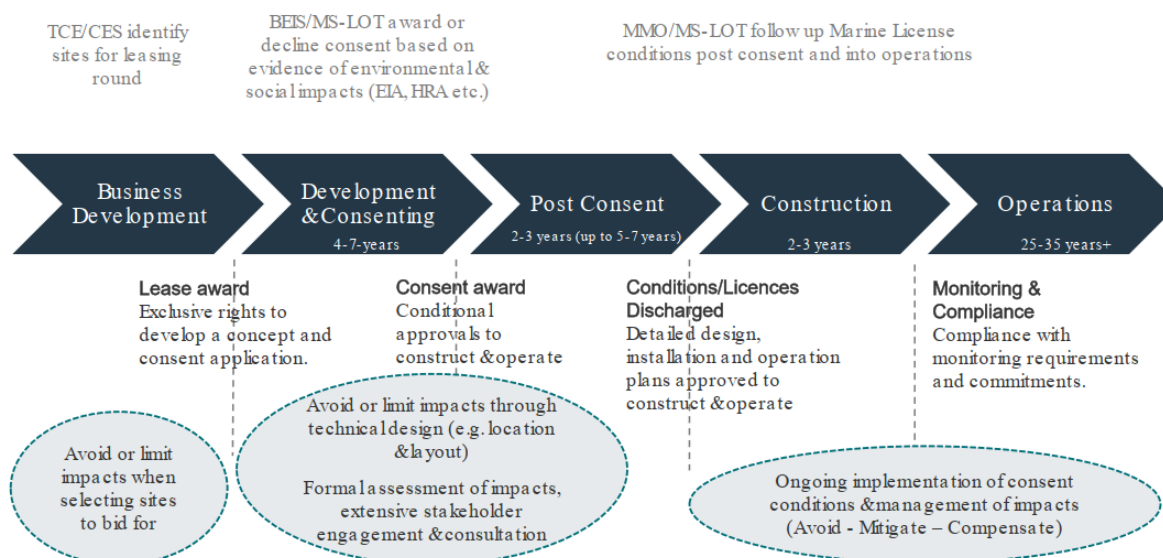 TCE/CES identify
sites for leasing
round
BEIS/MS-LOT award or
decline consent based on
evidence of environmental &
social impacts (EIA, HRA etc.)
MMO/MS-LOT follow up Marine License
conditions post consent and into operations
Business
Development
Development
&Consenting
4-7-years
Post Consent
2-3 years (up to 5-7 years)
Construction
2-3 years
Operations
25-35 years+
Lease award
Exclusive rights to
develop a concept and
consent application.
Consent award
Conditional
approvals to
construct &operate
Conditions/Licences
Discharged
Detailed design,
installation and operation
plans approved to
construct &operate
Monitoring &
Compliance
Compliance with
monitoring requirements
and commitments.
Avoid or limit
impacts when
selecting sites
to bid for
Avoid or limit impacts through
technical design (e.g. location
&layout)
Formal assessment of impacts,
extensive stakeholder
engagement &consultation
Ongoing implementation of consent
conditions &management of impacts
(Avoid - Mitigate – Compensate)